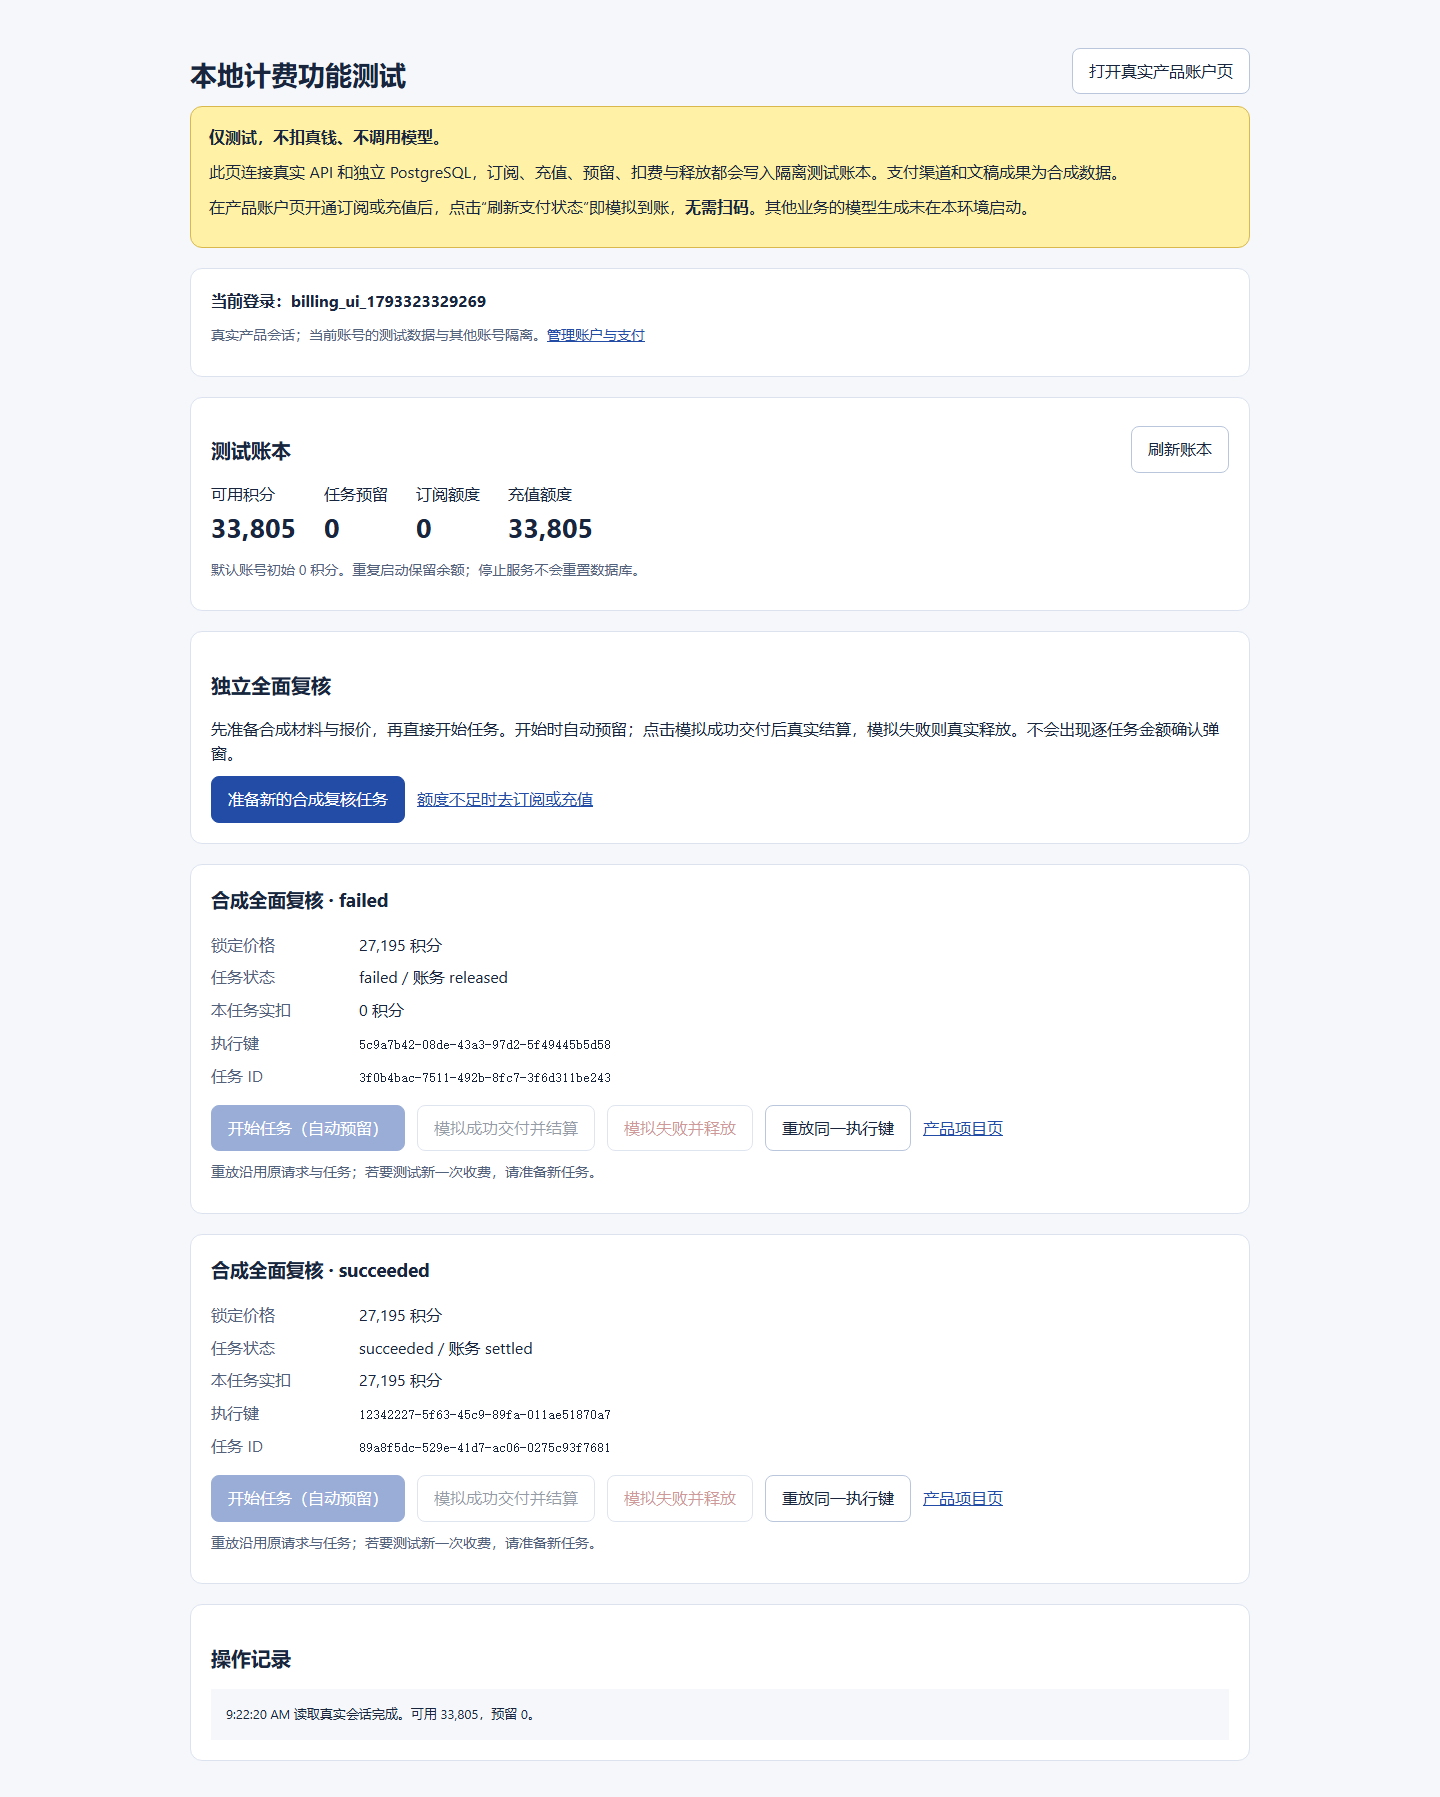 本地计费功能测试
打开真实产品账户页
仅测试，不扣真钱、不调用模型。
此页连接真实 API 和独立 PostgreSQL，订阅、充值、预留、扣费与释放都会写入隔离测试账本。支付渠道和文稿成果为合成数据。
在产品账户页开通订阅或充值后，点击“刷新支付状态”即模拟到账，无需扫码。其他业务的模型生成未在本环境启动。
当前登录：billing_ui_1793323329269
真实产品会话；当前账号的测试数据与其他账号隔离。管理账户与支付
测试账本
刷新账本
可用积分 任务预留 订阅额度 充值额度
33,805 0 0 33,805
默认账号初始 0 积分。重复启动保留余额；停止服务不会重置数据库。
独立全面复核
先准备合成材料与报价，再直接开始任务。开始时自动预留；点击模拟成功交付后真实结算，模拟失败则真实释放。不会出现逐任务金额确认弹
窗。
准备新的合成复核任务 额度不足时去订阅或充值
合成全面复核 · failed
锁定价格 27,195 积分
任务状态 failed / 账务 released
本任务实扣 0 积分
执行键 5c9a7b42-08de-43a3-97d2-5f49445b5d58
任务 ID 3f0b4bac-7511-492b-8fc7-3f6d311be243
开始任务（自动预留） 模拟成功交付并结算 模拟失败并释放 重放同一执行键 产品项目页
重放沿用原请求与任务；若要测试新一次收费，请准备新任务。
合成全面复核 · succeeded
锁定价格 27,195 积分
任务状态 succeeded / 账务 settled
本任务实扣 27,195 积分
执行键 12342227-5f63-45c9-89fa-011ae51870a7
任务 ID 89a8f5dc-529e-41d7-ac06-0275c93f7681
开始任务（自动预留） 模拟成功交付并结算 模拟失败并释放 重放同一执行键 产品项目页
重放沿用原请求与任务；若要测试新一次收费，请准备新任务。
操作记录
9:22:20 AM 读取真实会话完成。可用 33,805，预留 0。